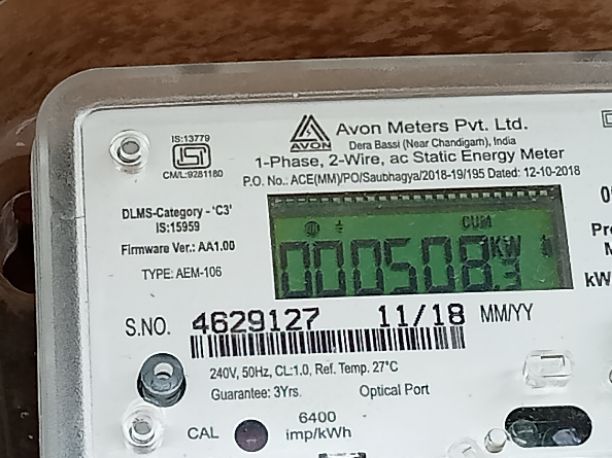 IS:13779
CM/L:9281180
AVON
Avon Meters Pvt. Ltd.
Dera Bassi (Near Chandigarh), India
1-Phase, 2-Wire, ac Static Energy Meter
P.O. No.: ACE(MM)/PO/Saubhagya/2018-19/195 Dated: 12-10-2018
DLMS-Category - 'C3'
IS:15959
Firmware Ver.: AA1.00
TYPE: AEM-106
CUM
000508.3
KW
S.NO. 4629127 11/18 MM/YY
240V, 50Hz, CL:1.0, Ref. Temp. 27°C
Guarantee: 3Yrs. Optical Port
CAL 6400
imp/kWh